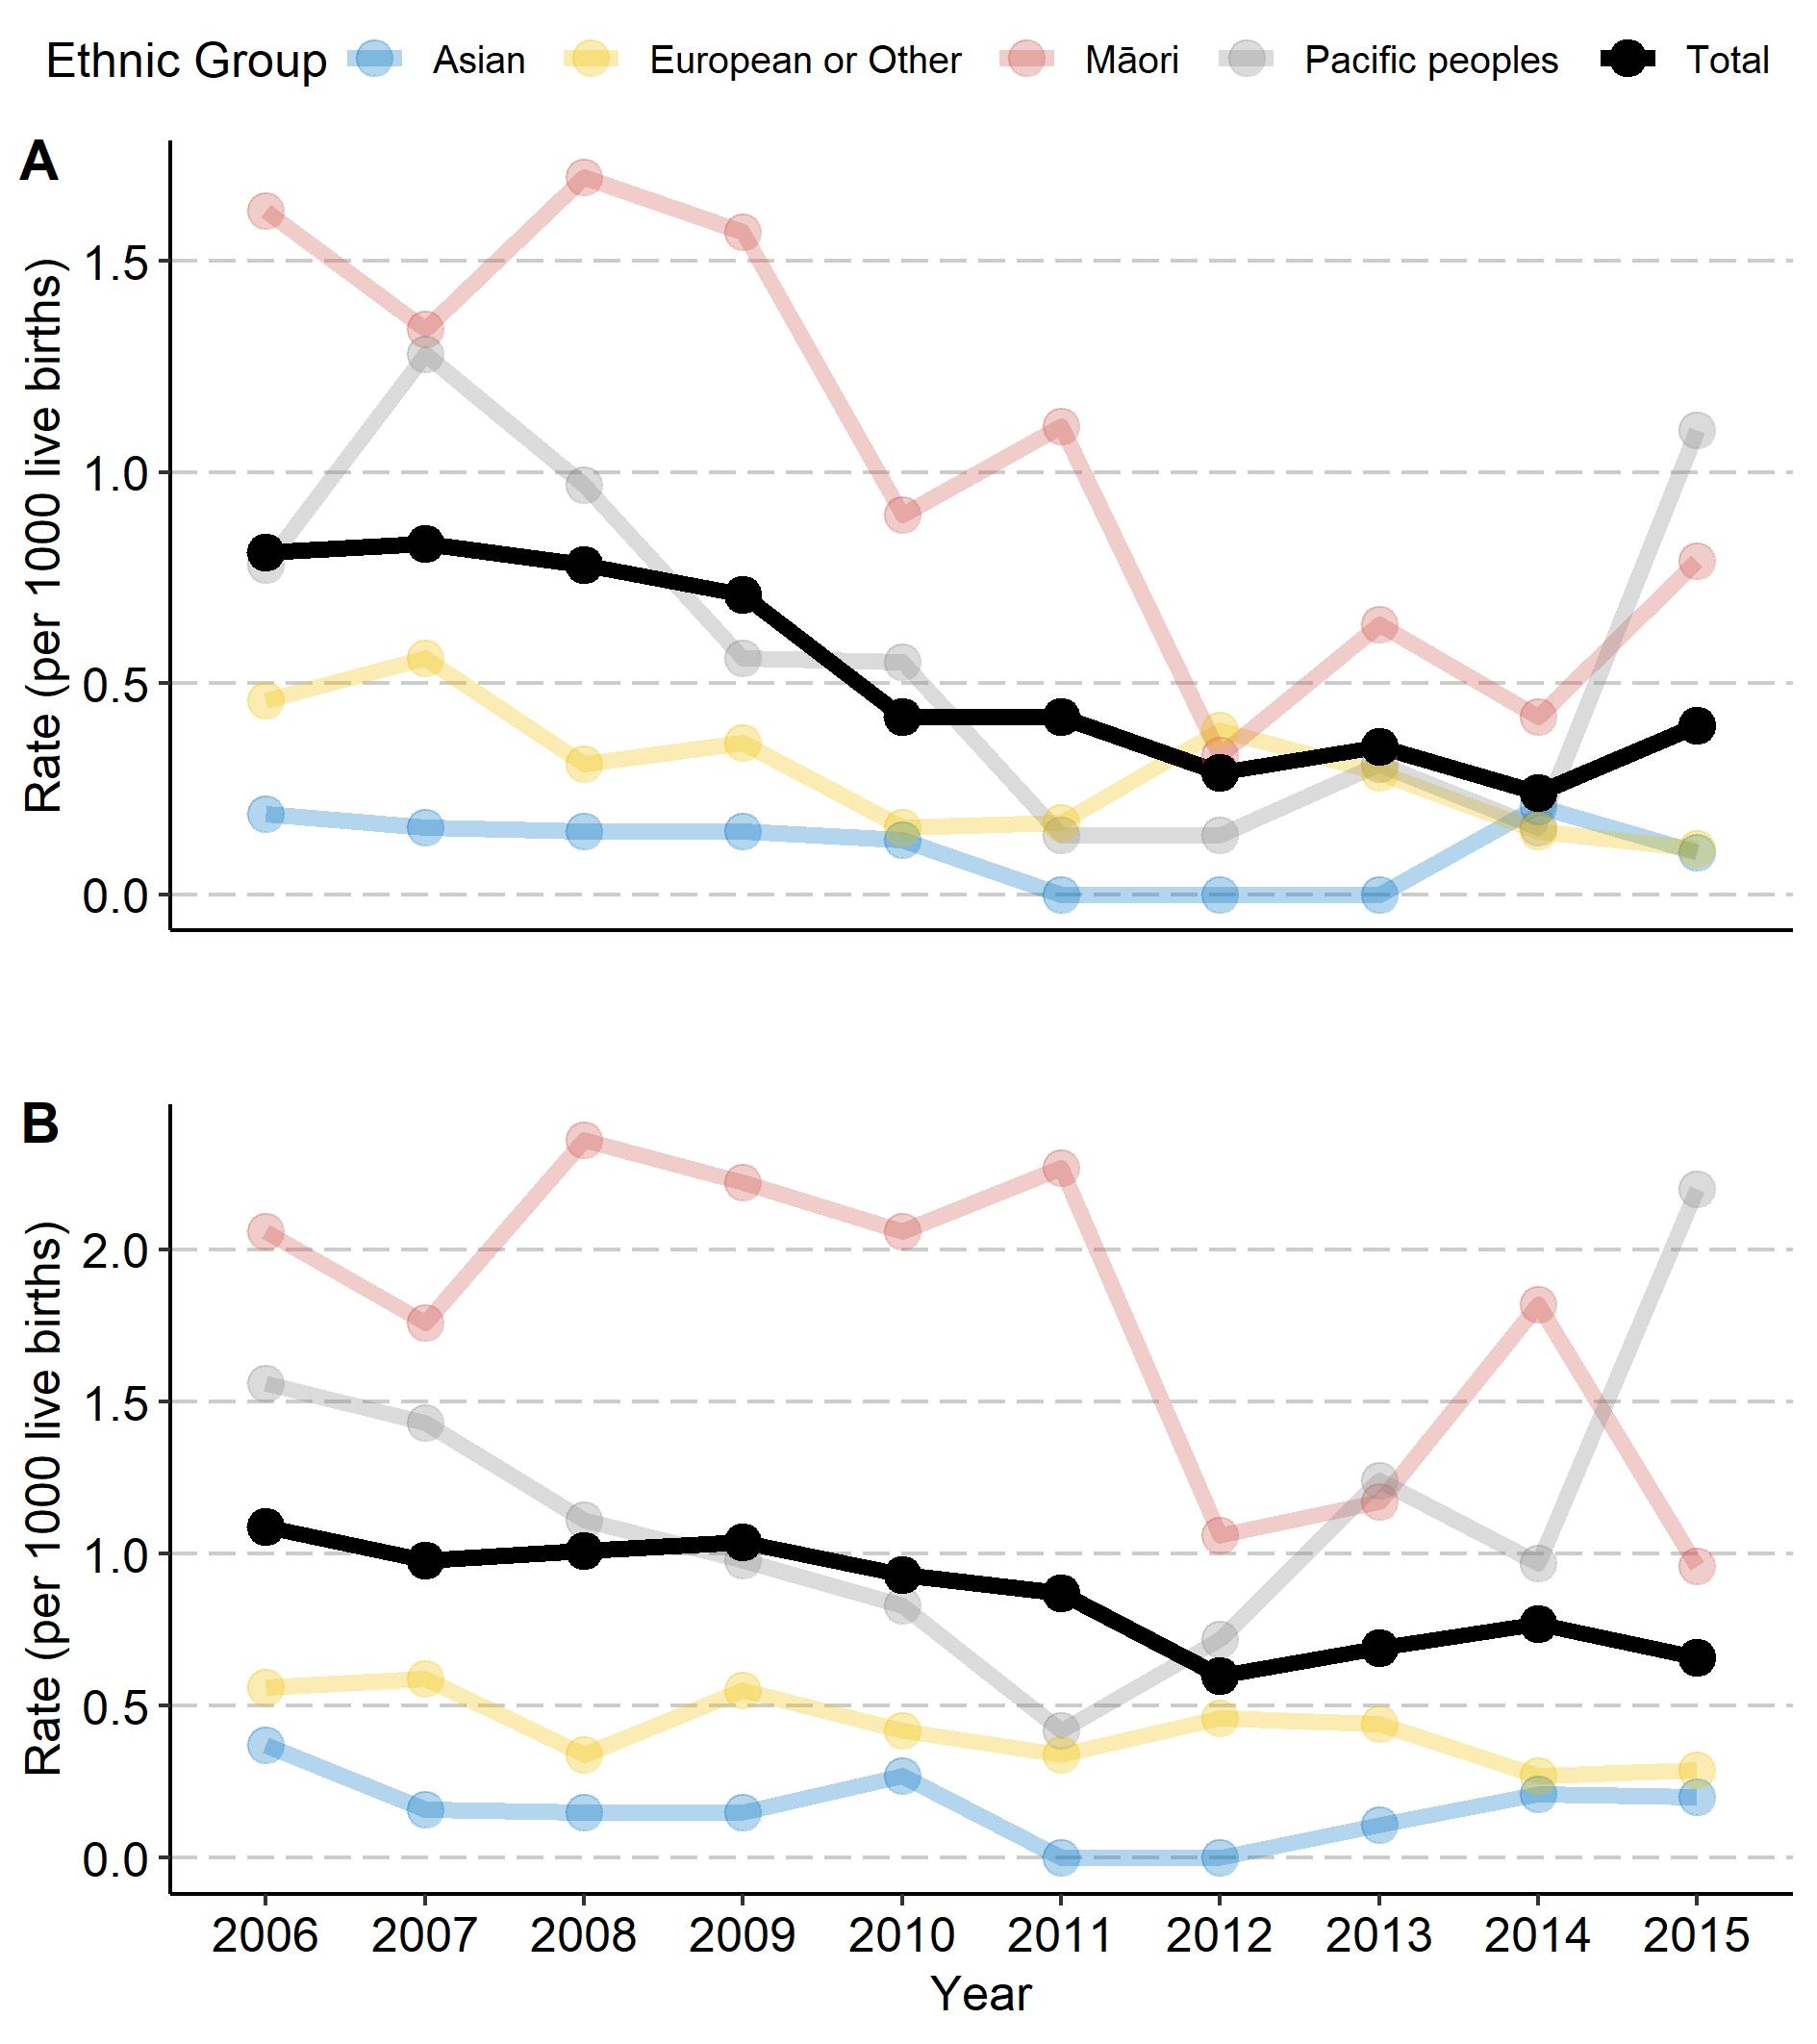 Ethnic Group Asian European or Other Māori Pacific peoples Total
A
Rate (per 1000 live births)
1.5
1.0
0.5
0.0
B
Rate (per 1000 live births)
2.0
1.5
1.0
0.5
0.0
2006 2007 2008 2009 2010 2011 2012 2013 2014 2015
Year